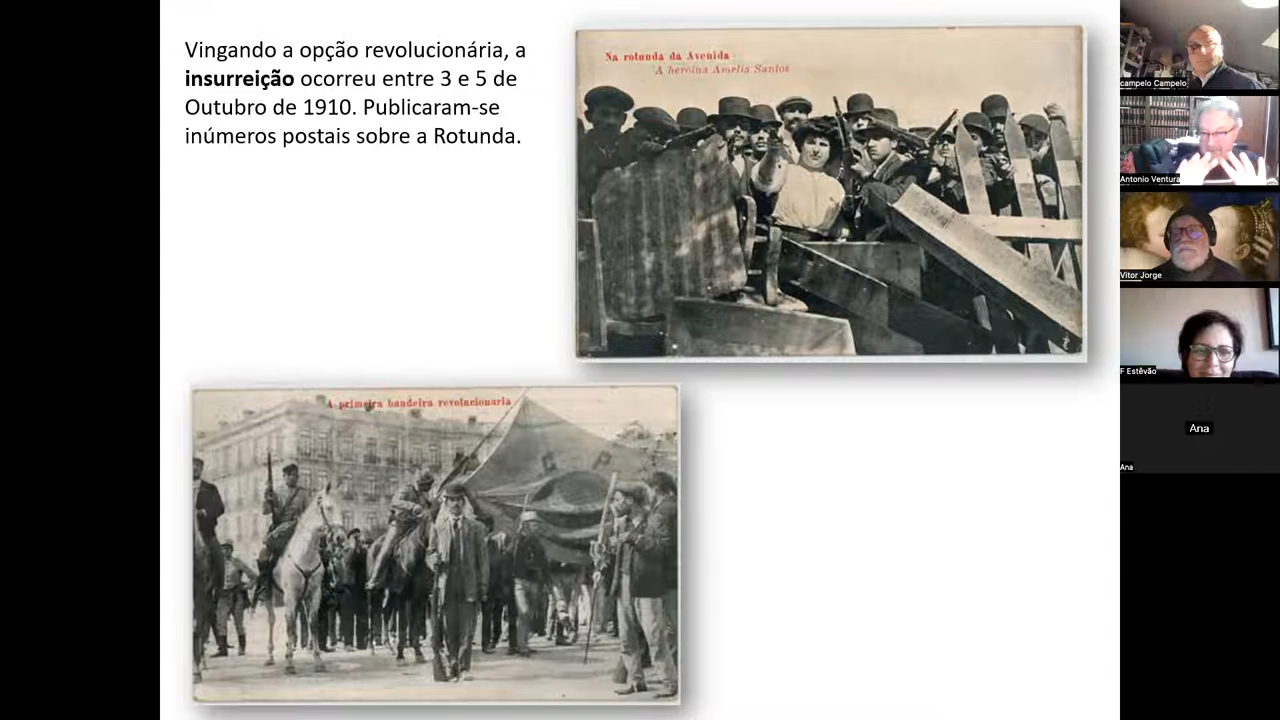 Vingando a opção revolucionária, a
insurreição ocorreu entre 3 e 5 de
Outubro de 1910. Publicaram-se
inúmeros postais sobre a Rotunda.
Na rotunda da Avenida
A heroina Amelia Santos
A primeira bandeira revolucionaria
campelo Campelo
Antonio Ventura
Vitor Jorge
F Estêvão
Ana
Ana